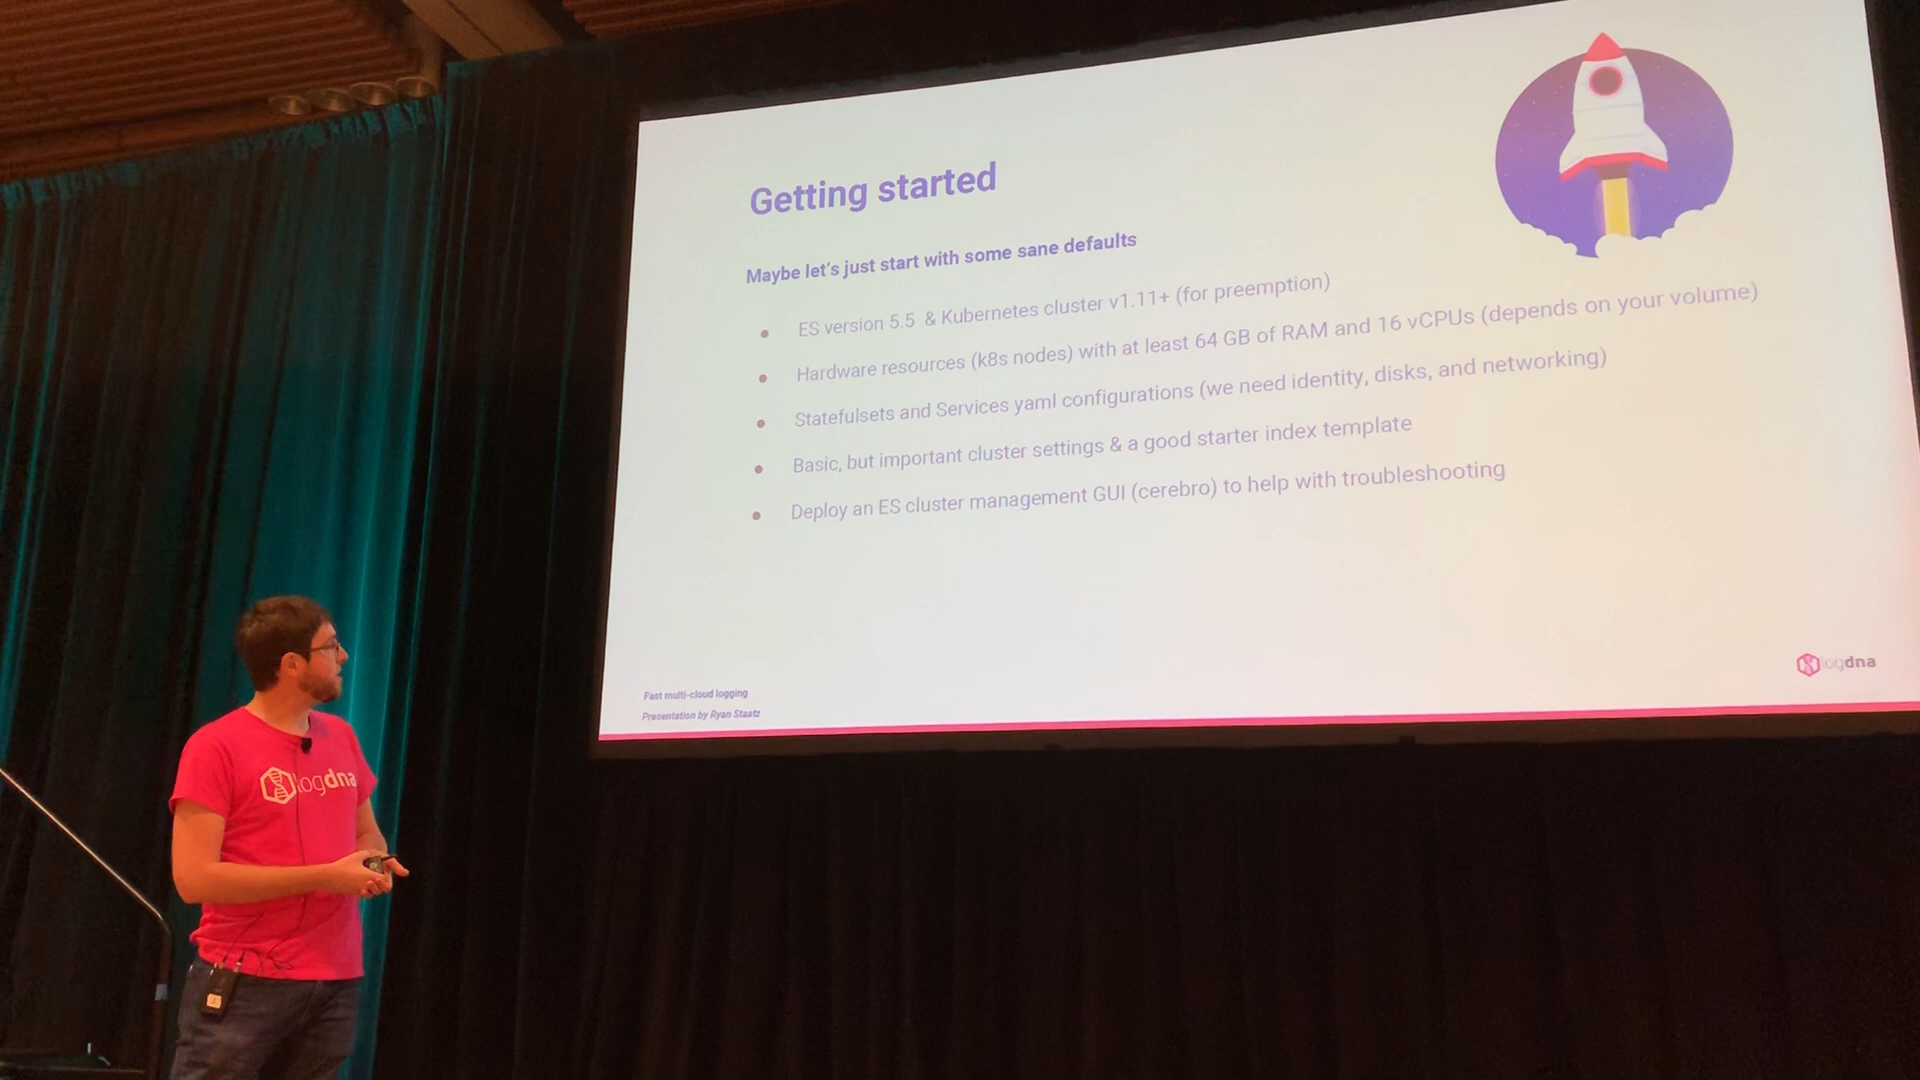 Getting started
Maybe let's just start with some sane defaults
ES version 5.5 & Kubernetes cluster v1.11+ (for preemption)
Hardware resources (k8s nodes) with at least 64 GB of RAM and 16 vCPUs (depends on your volume)
Statefulsets and Services yaml configurations (we need identity, disks, and networking)
Basic, but important cluster settings & a good starter index template
Deploy an ES cluster management GUI (cerebro) to help with troubleshooting
logdna
Fast multi-cloud logging
Presentation by Ryan Staatz
logdna